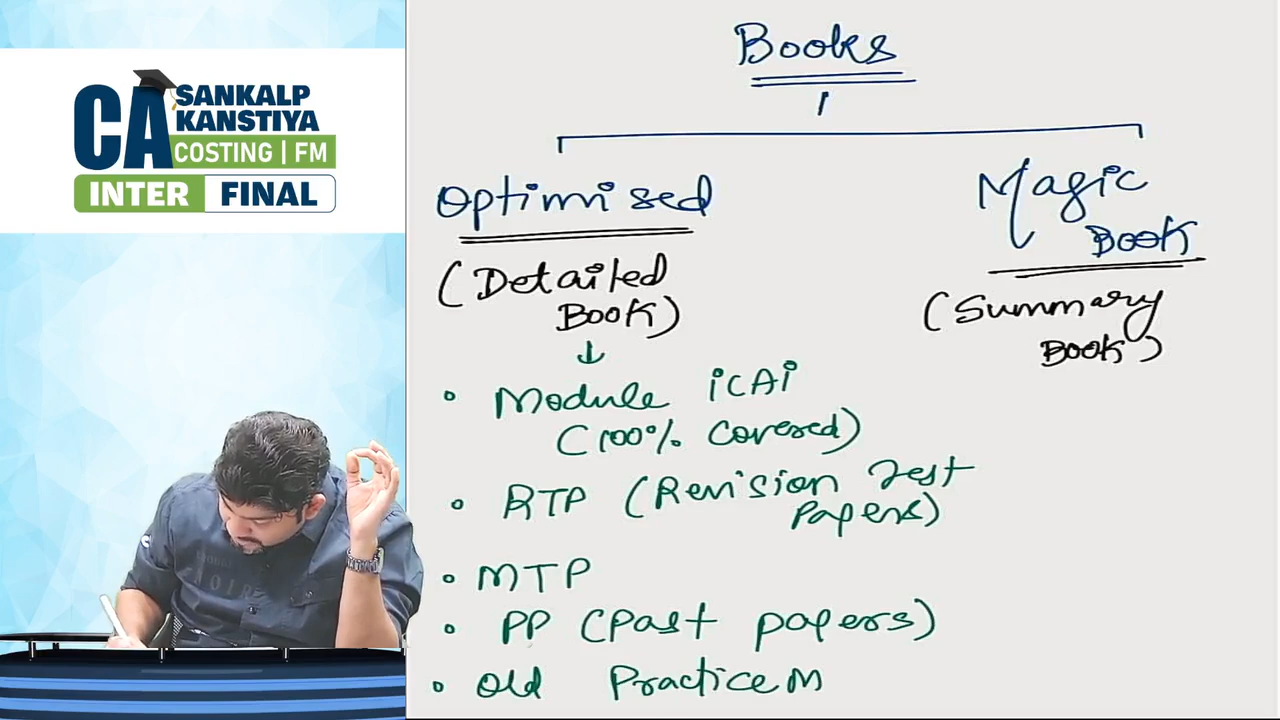 CA SANKALP
KANSTIYA
COSTING | FM
INTER FINAL
Books
Optimised
(Detailed
BOOK)
Magic
BOOK
(Summary
BOOK)
• Module iCAi
(100% covered)
• RTP (Revision Test
Papers)
• MTP
• PP (Past papers)
• Old Practice M